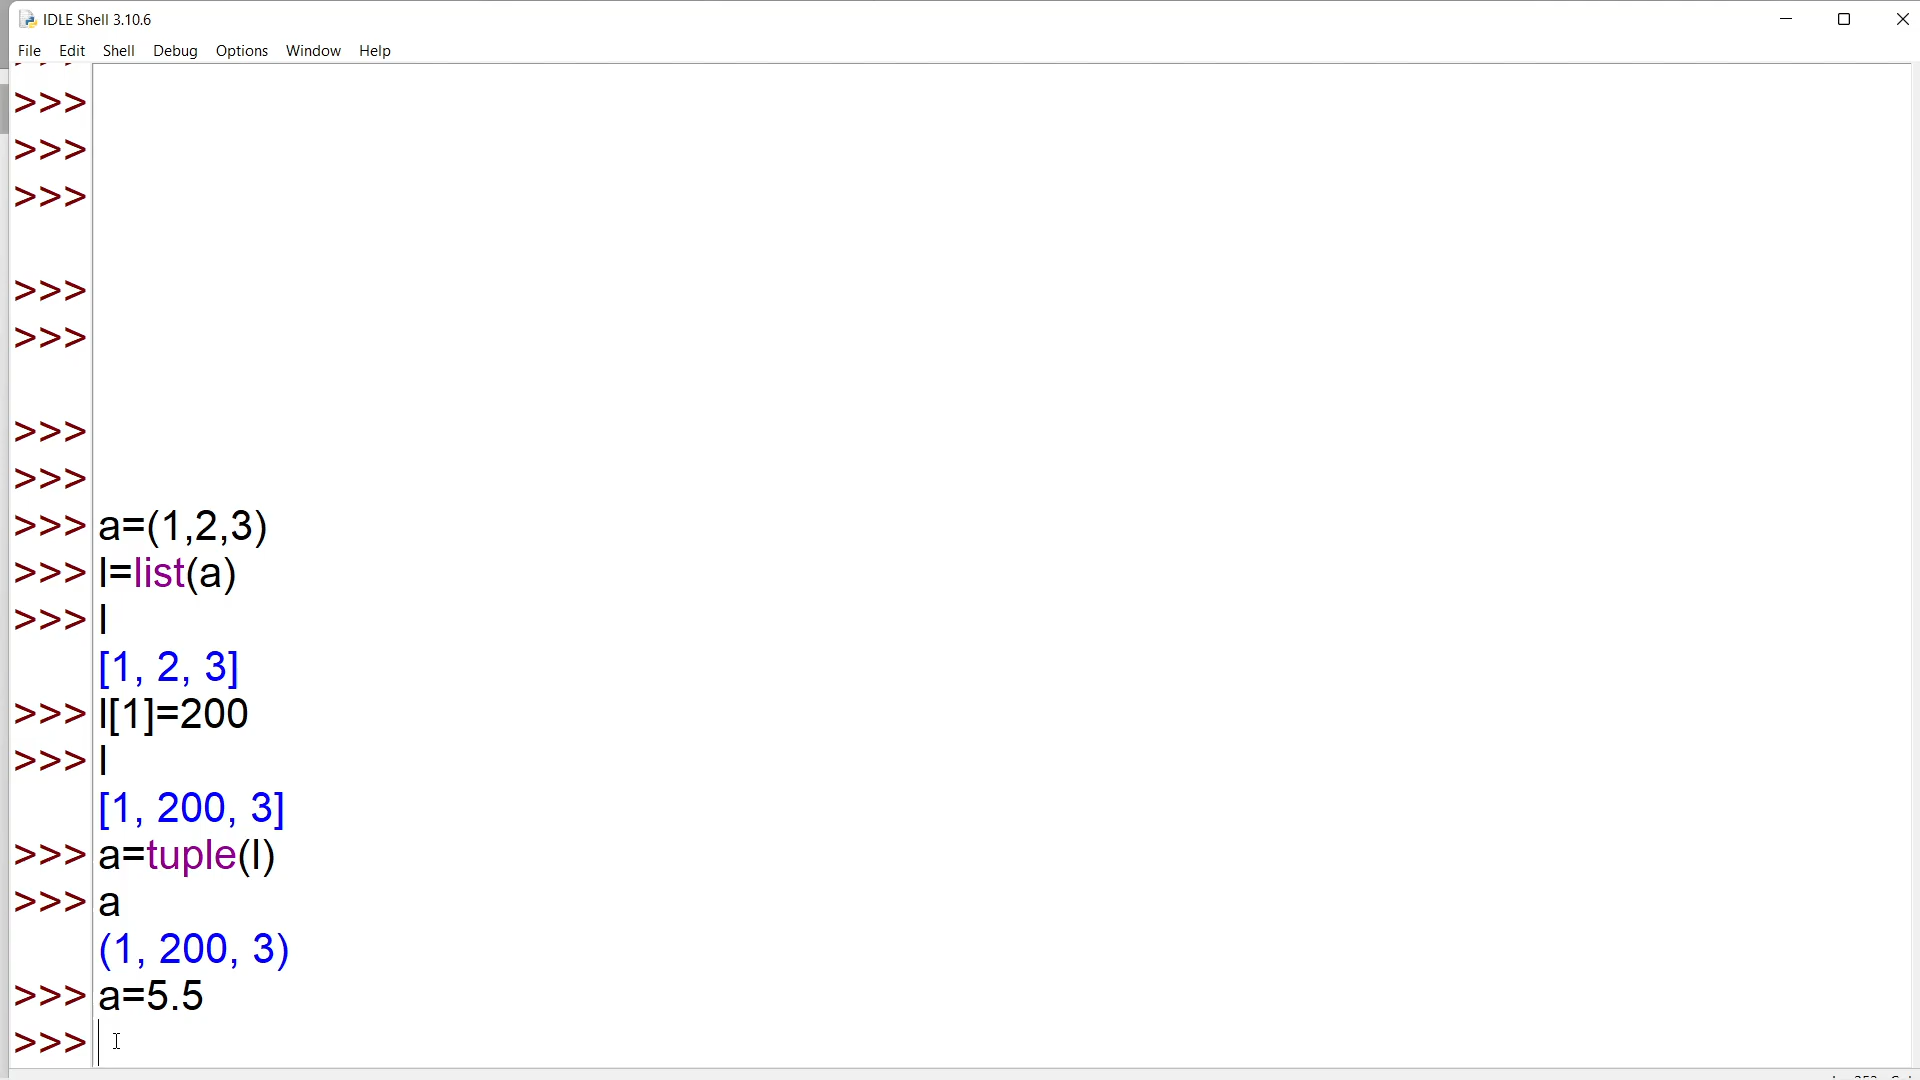 IDLE Shell 3.10.6
File Edit Shell Debug Options Window Help
>>>
>>>
>>>
>>>
>>>
>>>
>>>
>>> a=(1,2,3)
>>> l=list(a)
>>> l
[1, 2, 3]
>>> l[1]=200
>>> l
[1, 200, 3]
>>> a=tuple(l)
>>> a
(1, 200, 3)
>>> a=5.5
>>>